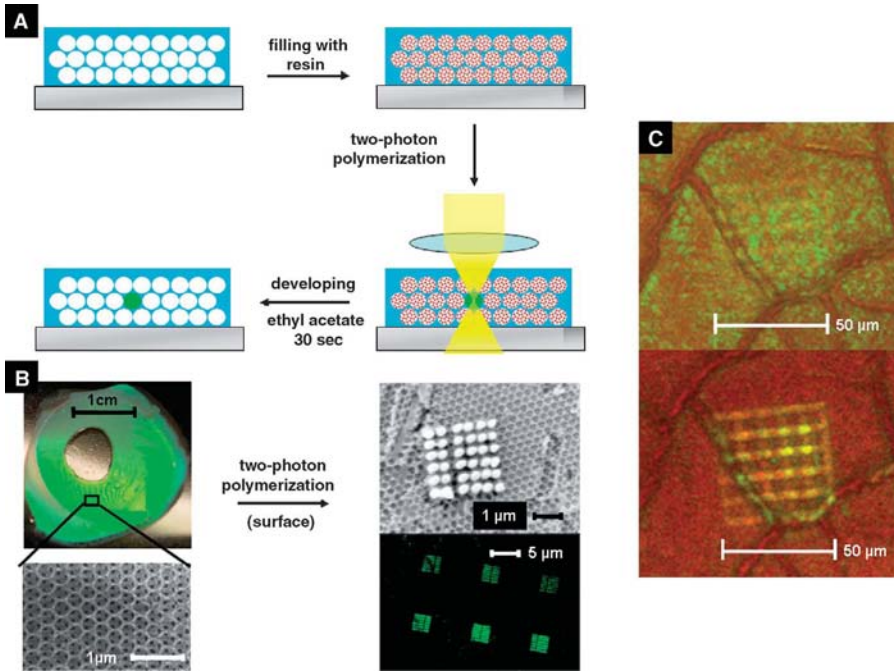 A
filling with
resin
two-photon
polymerization
developing
ethyl acetate
30 sec
B
1cm
two-photon
polymerization
(surface)
1µm
1 µm
5 µm
C
50 µm
50 µm